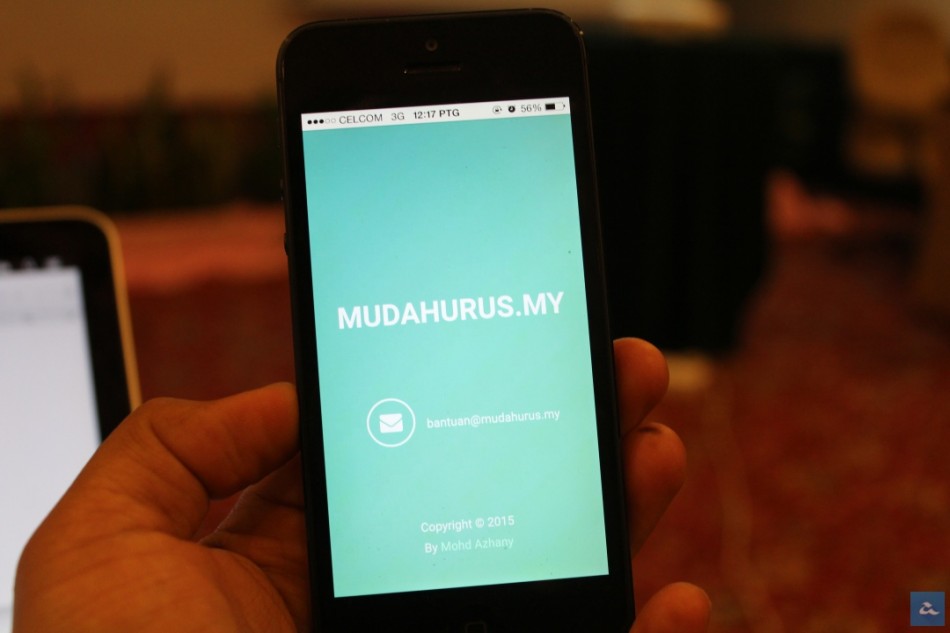 CELCOM 3G 12:17 PTG 56%
MUDAHURUS.MY
bantuan@mudahurus.my
Copyright © 2015
By Mohd Azhany